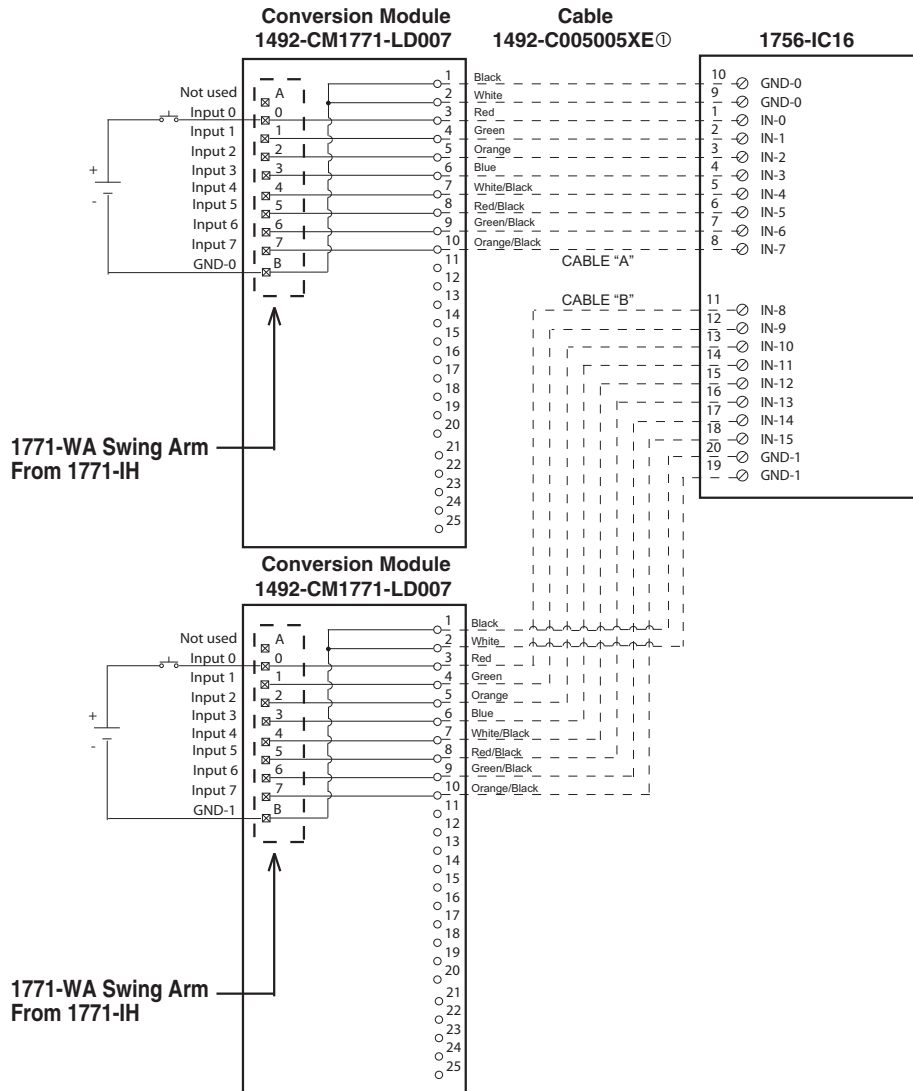 Conversion Module
1492-CM1771-LD007
Cable
1492-C005005XE①
1756-IC16
Not used
Input 0
Input 1
Input 2
Input 3
Input 4
Input 5
Input 6
Input 7
GND-0
+
-
A
0
1
2
3
4
5
6
7
B
1 Black
2 White
3 Red
4 Green
5 Orange
6 Blue
7 White/Black
8 Red/Black
9 Green/Black
10 Orange/Black
11
12
13
14
15
16
17
18
19
20
21
22
23
24
25
CABLE “A”
CABLE “B”
10 GND-0
9 GND-0
1 IN-0
2 IN-1
3 IN-2
4 IN-3
5 IN-4
6 IN-5
7 IN-6
8 IN-7
11 IN-8
12 IN-9
13 IN-10
14 IN-11
15 IN-12
16 IN-13
17 IN-14
18 IN-15
20 GND-1
19 GND-1
1771-WA Swing Arm
From 1771-IH
Conversion Module
1492-CM1771-LD007
Not used
Input 0
Input 1
Input 2
Input 3
Input 4
Input 5
Input 6
Input 7
GND-1
+
-
A
0
1
2
3
4
5
6
7
B
1 Black
2 White
3 Red
4 Green
5 Orange
6 Blue
7 White/Black
8 Red/Black
9 Green/Black
10 Orange/Black
11
12
13
14
15
16
17
18
19
20
21
22
23
24
25
1771-WA Swing Arm
From 1771-IH